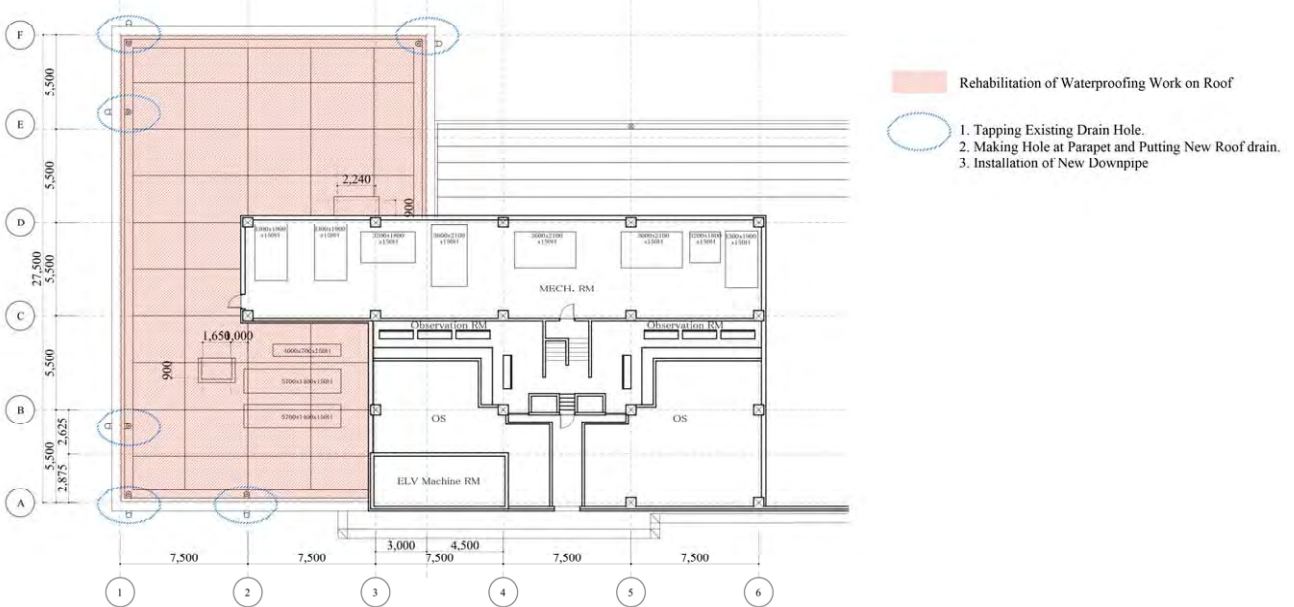 F
E
D
C
B
A
5,500
5,500
27,500
5,500
5,500
5,500
2,625
2,875
2,240
900
1,650
1,000
900
MECH. RM
Observation RM
Observation RM
OS
OS
ELV Machine RM
3,000
4,500
7,500
7,500
7,500
7,500
7,500
1
2
3
4
5
6
Rehabilitation of Waterproofing Work on Roof
1. Tapping Existing Drain Hole.
2. Making Hole at Parapet and Putting New Roof drain.
3. Installation of New Downpipe